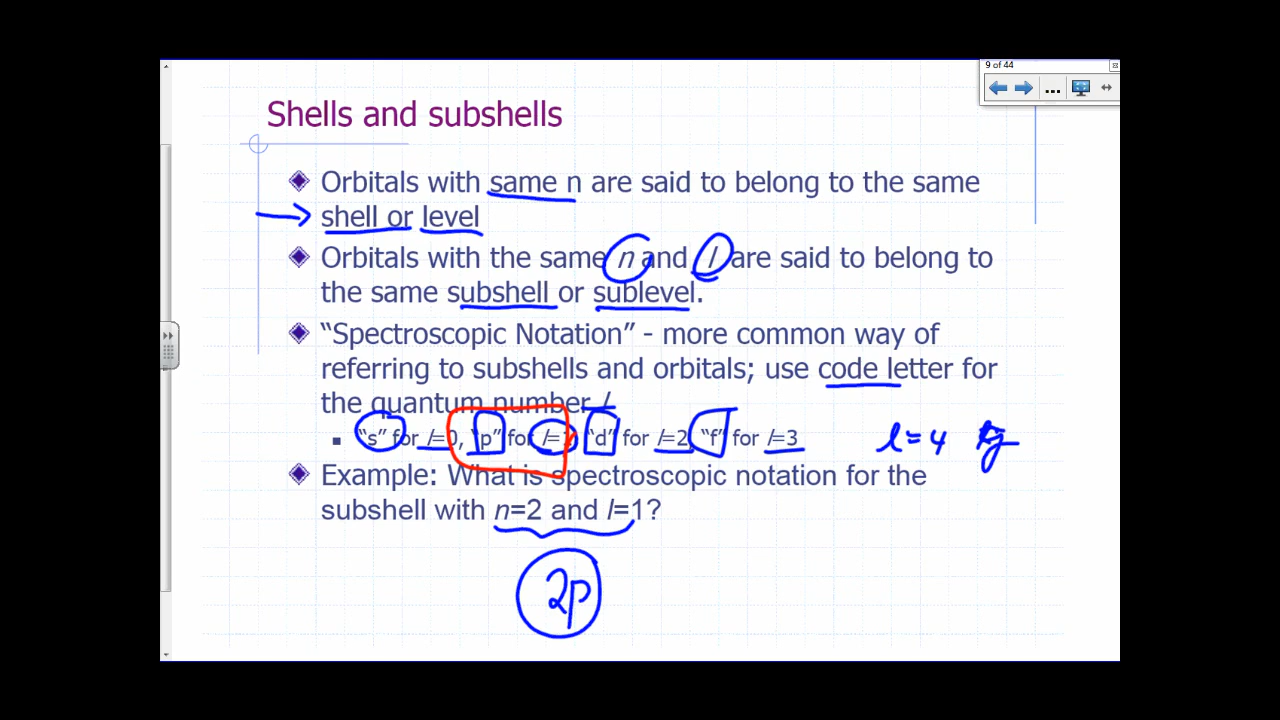 9 of 44
Shells and subshells
Orbitals with same n are said to belong to the same
shell or level
Orbitals with the same n and l are said to belong to
the same subshell or sublevel.
“Spectroscopic Notation” - more common way of
referring to subshells and orbitals; use code letter for
the quantum number l
“s” for l=0, “p” for l=1, “d” for l=2, “f” for l=3 l=4 g
Example: What is spectroscopic notation for the
subshell with n=2 and l=1?
2p